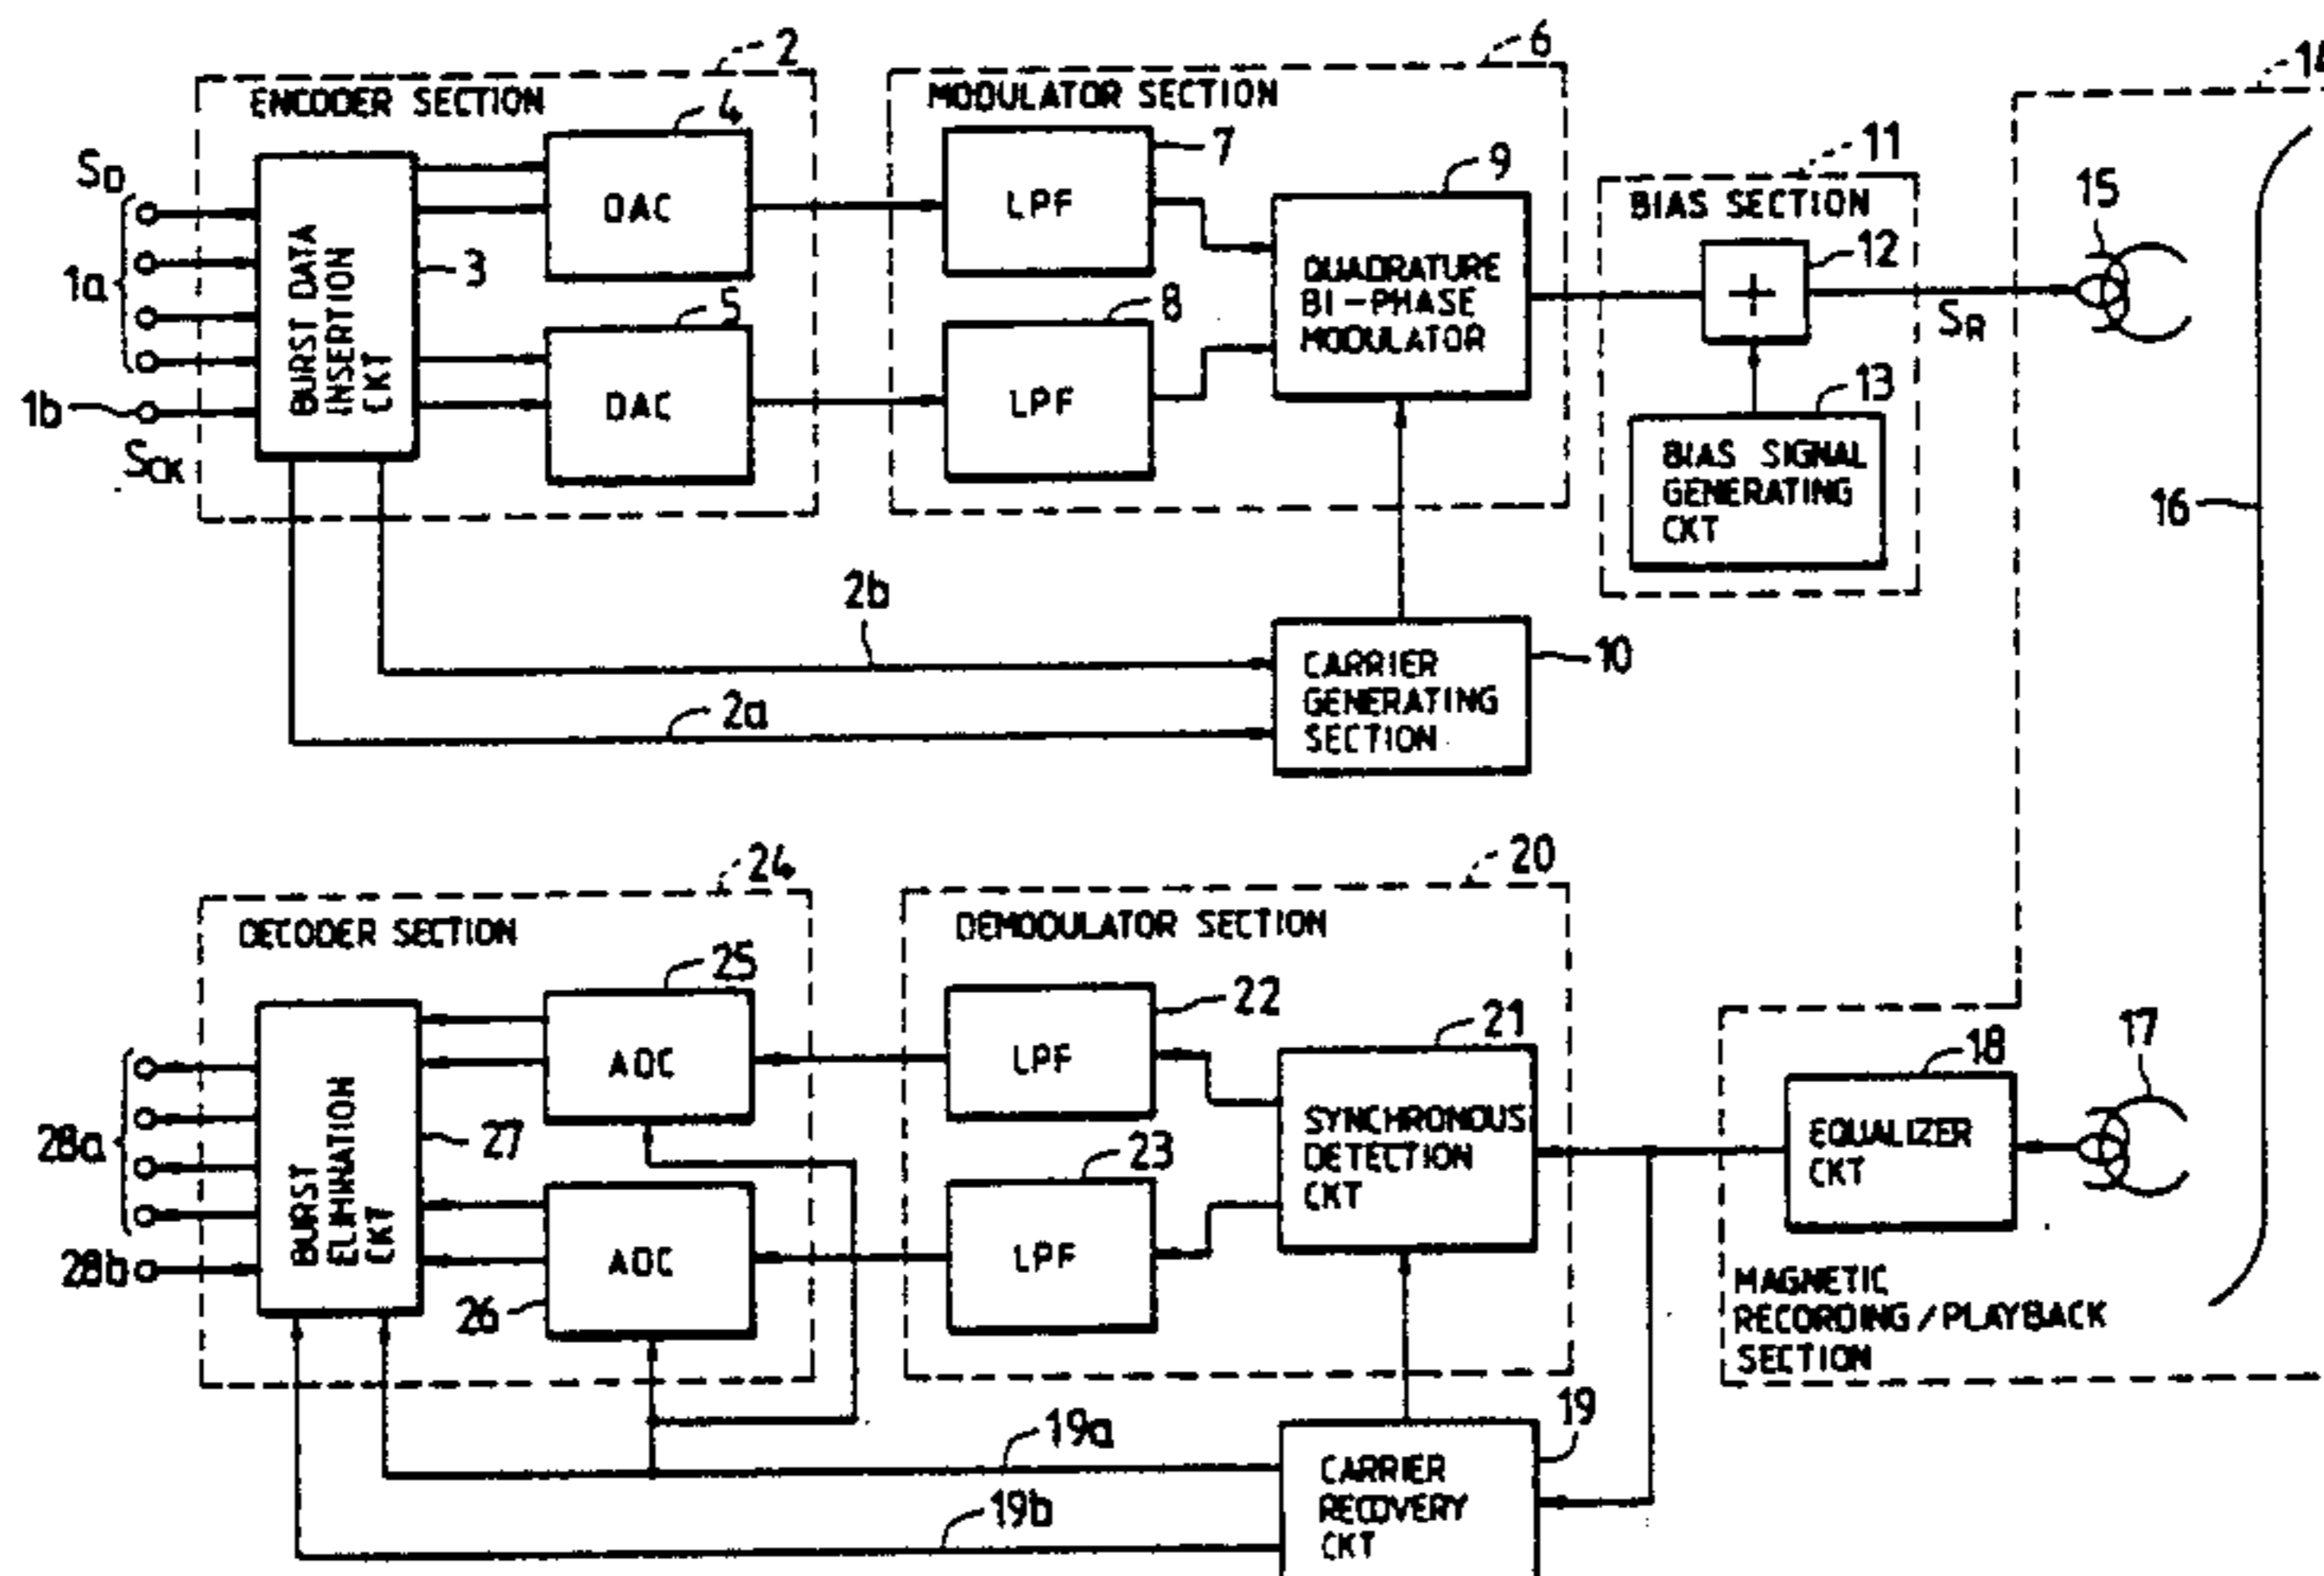 2
6
14
ENCODER SECTION
MODULATOR SECTION
4
7
9
11
BIAS SECTION
15
S_D
1a
1b
S_CK
BURST DATA
INSERTION
CKT
3
DAC
5
DAC
LPF
8
LPF
QUADRATURE
BI-PHASE
MODULATOR
12
+
S_R
13
BIAS SIGNAL
GENERATING
CKT
16
2b
2a
CARRIER
GENERATING
SECTION
10
24
20
DECODER SECTION
DEMODULATOR SECTION
25
22
21
18
17
28a
28b
BURST
ELIMINATION
CKT
27
ADC
26
ADC
LPF
23
LPF
SYNCHRONOUS
DETECTION
CKT
EQUALIZER
CKT
MAGNETIC
RECORDING/PLAYBACK
SECTION
19a
19b
19
CARRIER
RECOVERY
CKT